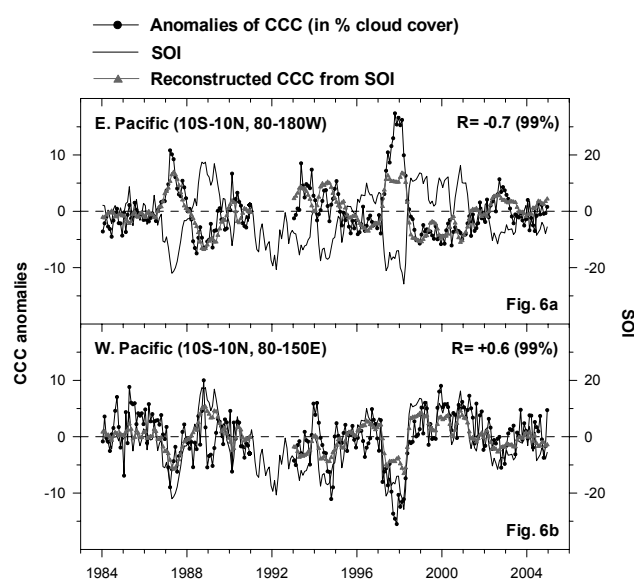 Anomalies of CCC (in % cloud cover)
SOI
Reconstructed CCC from SOI
E. Pacific (10S-10N, 80-180W) R= -0.7 (99%)
10 20
0 0
-10 -20
Fig. 6a
CCC anomalies
SOI
W. Pacific (10S-10N, 80-150E) R= +0.6 (99%)
10 20
0 0
-10 -20
Fig. 6b
1984 1988 1992 1996 2000 2004